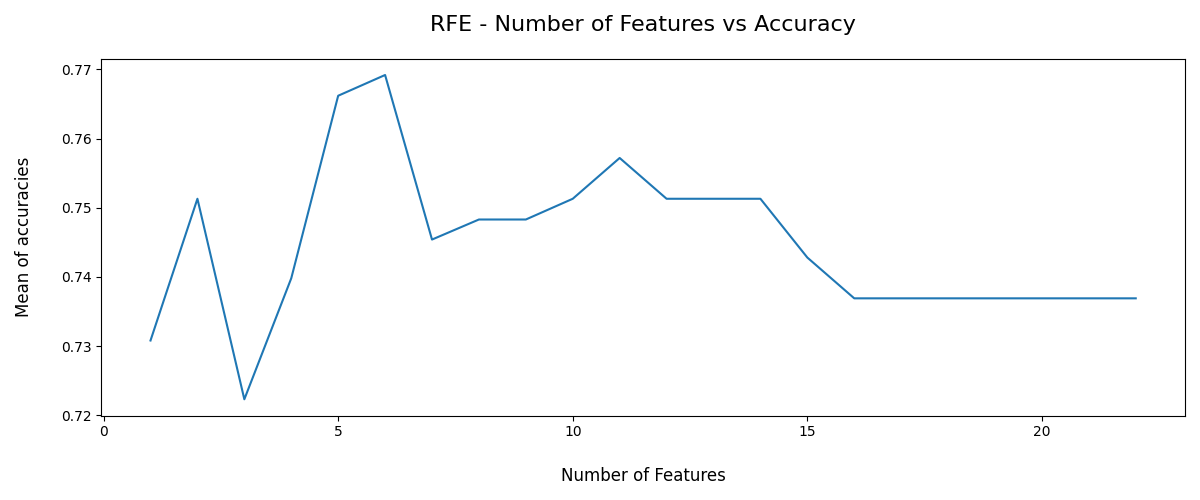 RFE - Number of Features vs Accuracy
0.77
0.76
0.75
0.74
0.73
0.72
Mean of accuracies
0 5 10 15 20
Number of Features